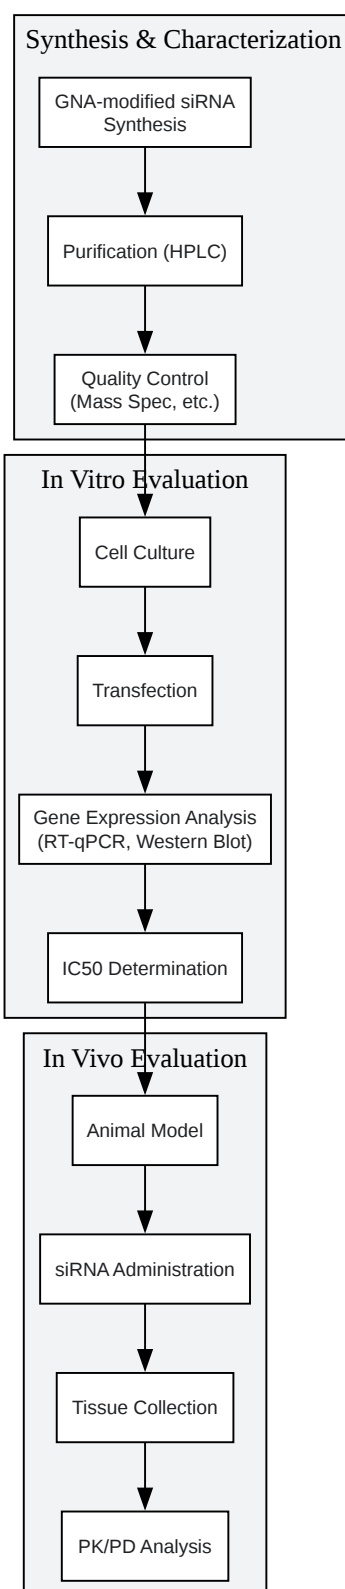 Synthesis & Characterization
GNA-modified siRNA
Synthesis
Purification (HPLC)
Quality Control
(Mass Spec, etc.)
In Vitro Evaluation
Cell Culture
Transfection
Gene Expression Analysis
(RT-qPCR, Western Blot)
IC50 Determination
In Vivo Evaluation
Animal Model
siRNA Administration
Tissue Collection
PK/PD Analysis